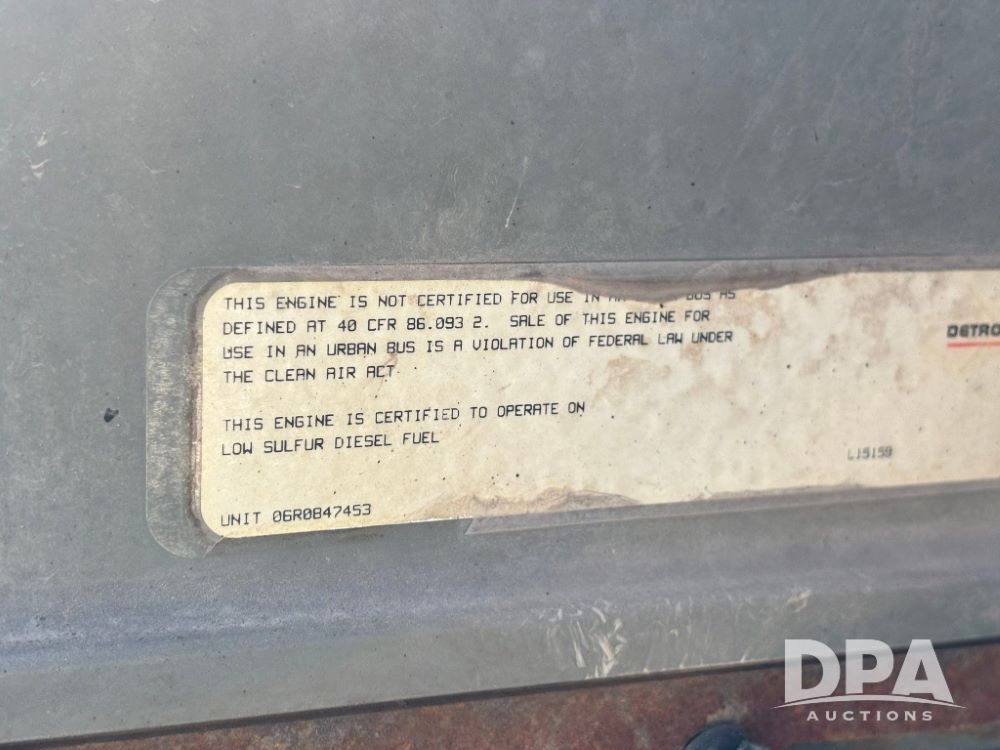 THIS ENGINE IS NOT CERTIFIED FOR USE IN BUS AS
DEFINED AT 40 CFR 86.093 2. SALE OF THIS ENGINE FOR
USE IN AN URBAN BUS IS A VIOLATION OF FEDERAL LAW UNDER
THE CLEAN AIR ACT
THIS ENGINE IS CERTIFIED TO OPERATE ON
LOW SULFUR DIESEL FUEL
UNIT 06R0847453
DETRO
L15159
DPA
AUCTIONS